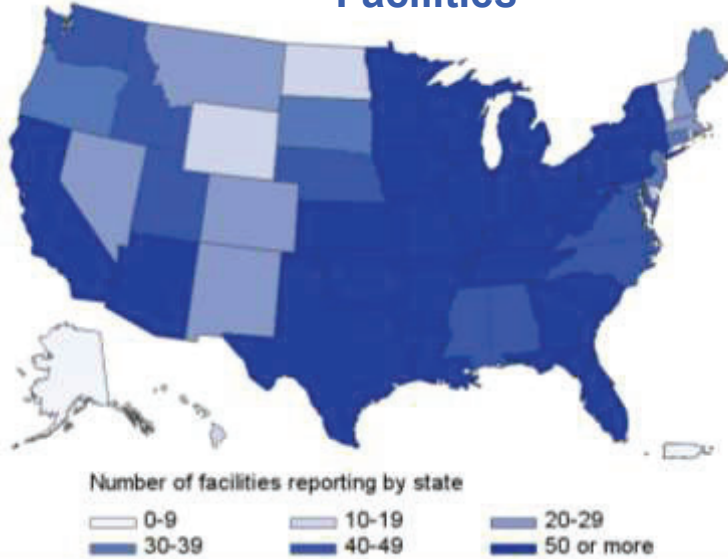 Facilities
Number of facilities reporting by state
0-9 10-19 20-29
30-39 40-49 50 or more